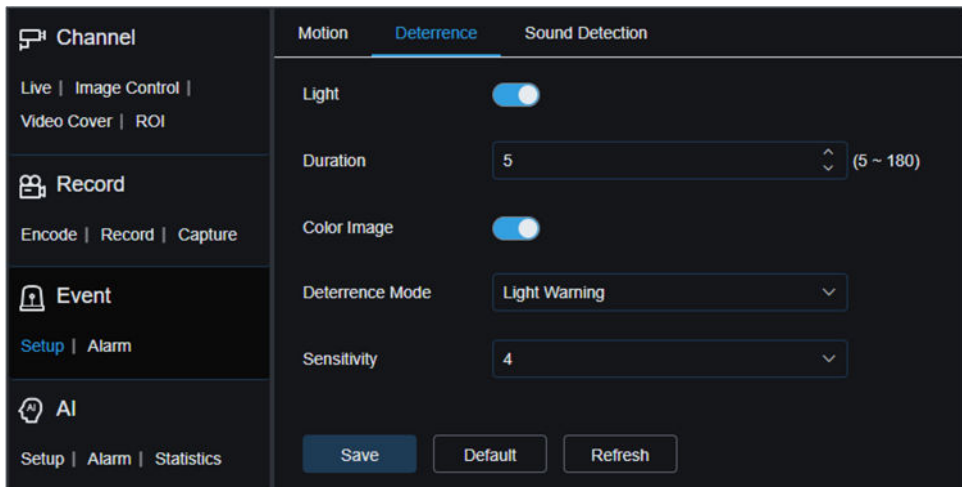 Channel
Live | Image Control |
Video Cover | ROI
Record
Encode | Record | Capture
Event
Setup | Alarm
AI
Setup | Alarm | Statistics
Motion Deterrence Sound Detection
Light
Duration 5 (5 ~ 180)
Color Image
Deterrence Mode Light Warning
Sensitivity 4
Save Default Refresh